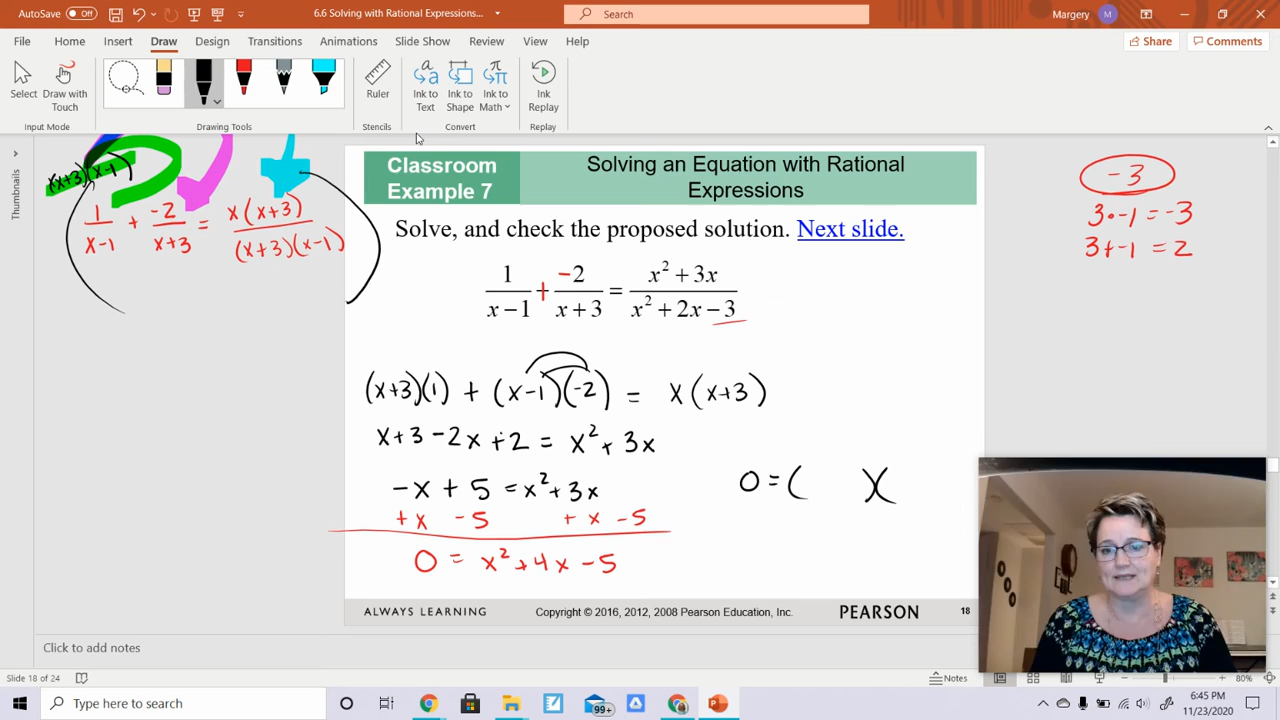 AutoSave Off 6.6 Solving with Rational Expressions... Search Margery M
File Home Insert Draw Design Transitions Animations Slide Show Review View Help Share Comments
Select Draw with Touch Ruler Ink to Text Ink to Shape Ink to Math Ink Replay
Input Mode Drawing Tools Stencils Convert Replay
Thumbnails
(x+3)(x-1)
1/(x-1) + -2/(x+3) = x(x+3)/((x+3)(x-1))
Classroom Example 7
Solving an Equation with Rational Expressions
Solve, and check the proposed solution. Next slide.
1/(x−1) + −2/(x+3) = (x² + 3x)/(x² + 2x − 3)
(x+3)(1) + (x-1)(-2) = x(x+3)
x+3 -2x +2 = x² + 3x
-x + 5 = x² + 3x
+x -5 +x -5
0 = x² + 4x - 5
0 = ( )(
-3
3·-1 = -3
3+-1 = 2
ALWAYS LEARNING Copyright © 2016, 2012, 2008 Pearson Education, Inc. PEARSON 18
Click to add notes
Slide 18 of 24 Notes 80%
Type here to search 99+ 6:45 PM
11/23/2020